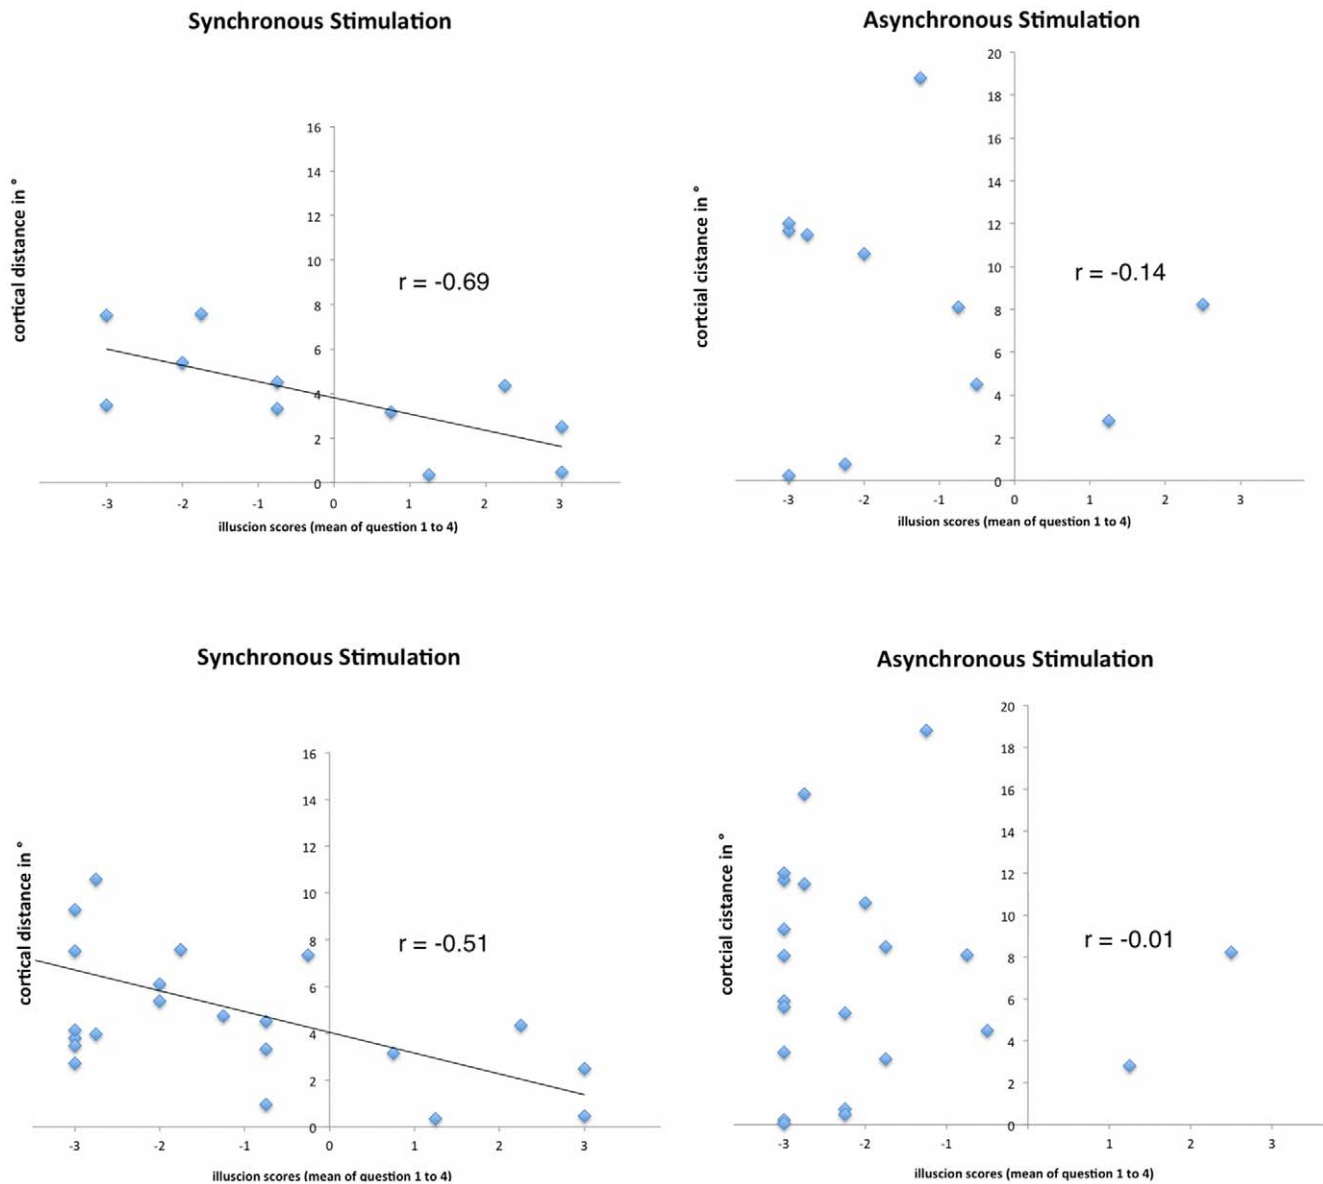 Synchronous Stimulation
cortical distance in °
16
14
12
10
8
6
4
2
0
r = -0.69
-3 -2 -1 0 1 2 3
illuscion scores (mean of question 1 to 4)
Asynchronous Stimulation
cortcial cistance in °
20
18
16
14
12
10
8
6
4
2
0
r = -0.14
-3 -2 -1 0 1 2 3
illusion scores (mean of question 1 to 4)
Synchronous Stimulation
cortical distance in °
16
14
12
10
8
6
4
2
0
r = -0.51
-3 -2 -1 0 1 2 3
illuscion scores (mean of question 1 to 4)
Asynchronous Stimulation
cortcial cistance in °
20
18
16
14
12
10
8
6
4
2
0
r = -0.01
-3 -2 -1 0 1 2 3
illuscion scores (mean of question 1 to 4)